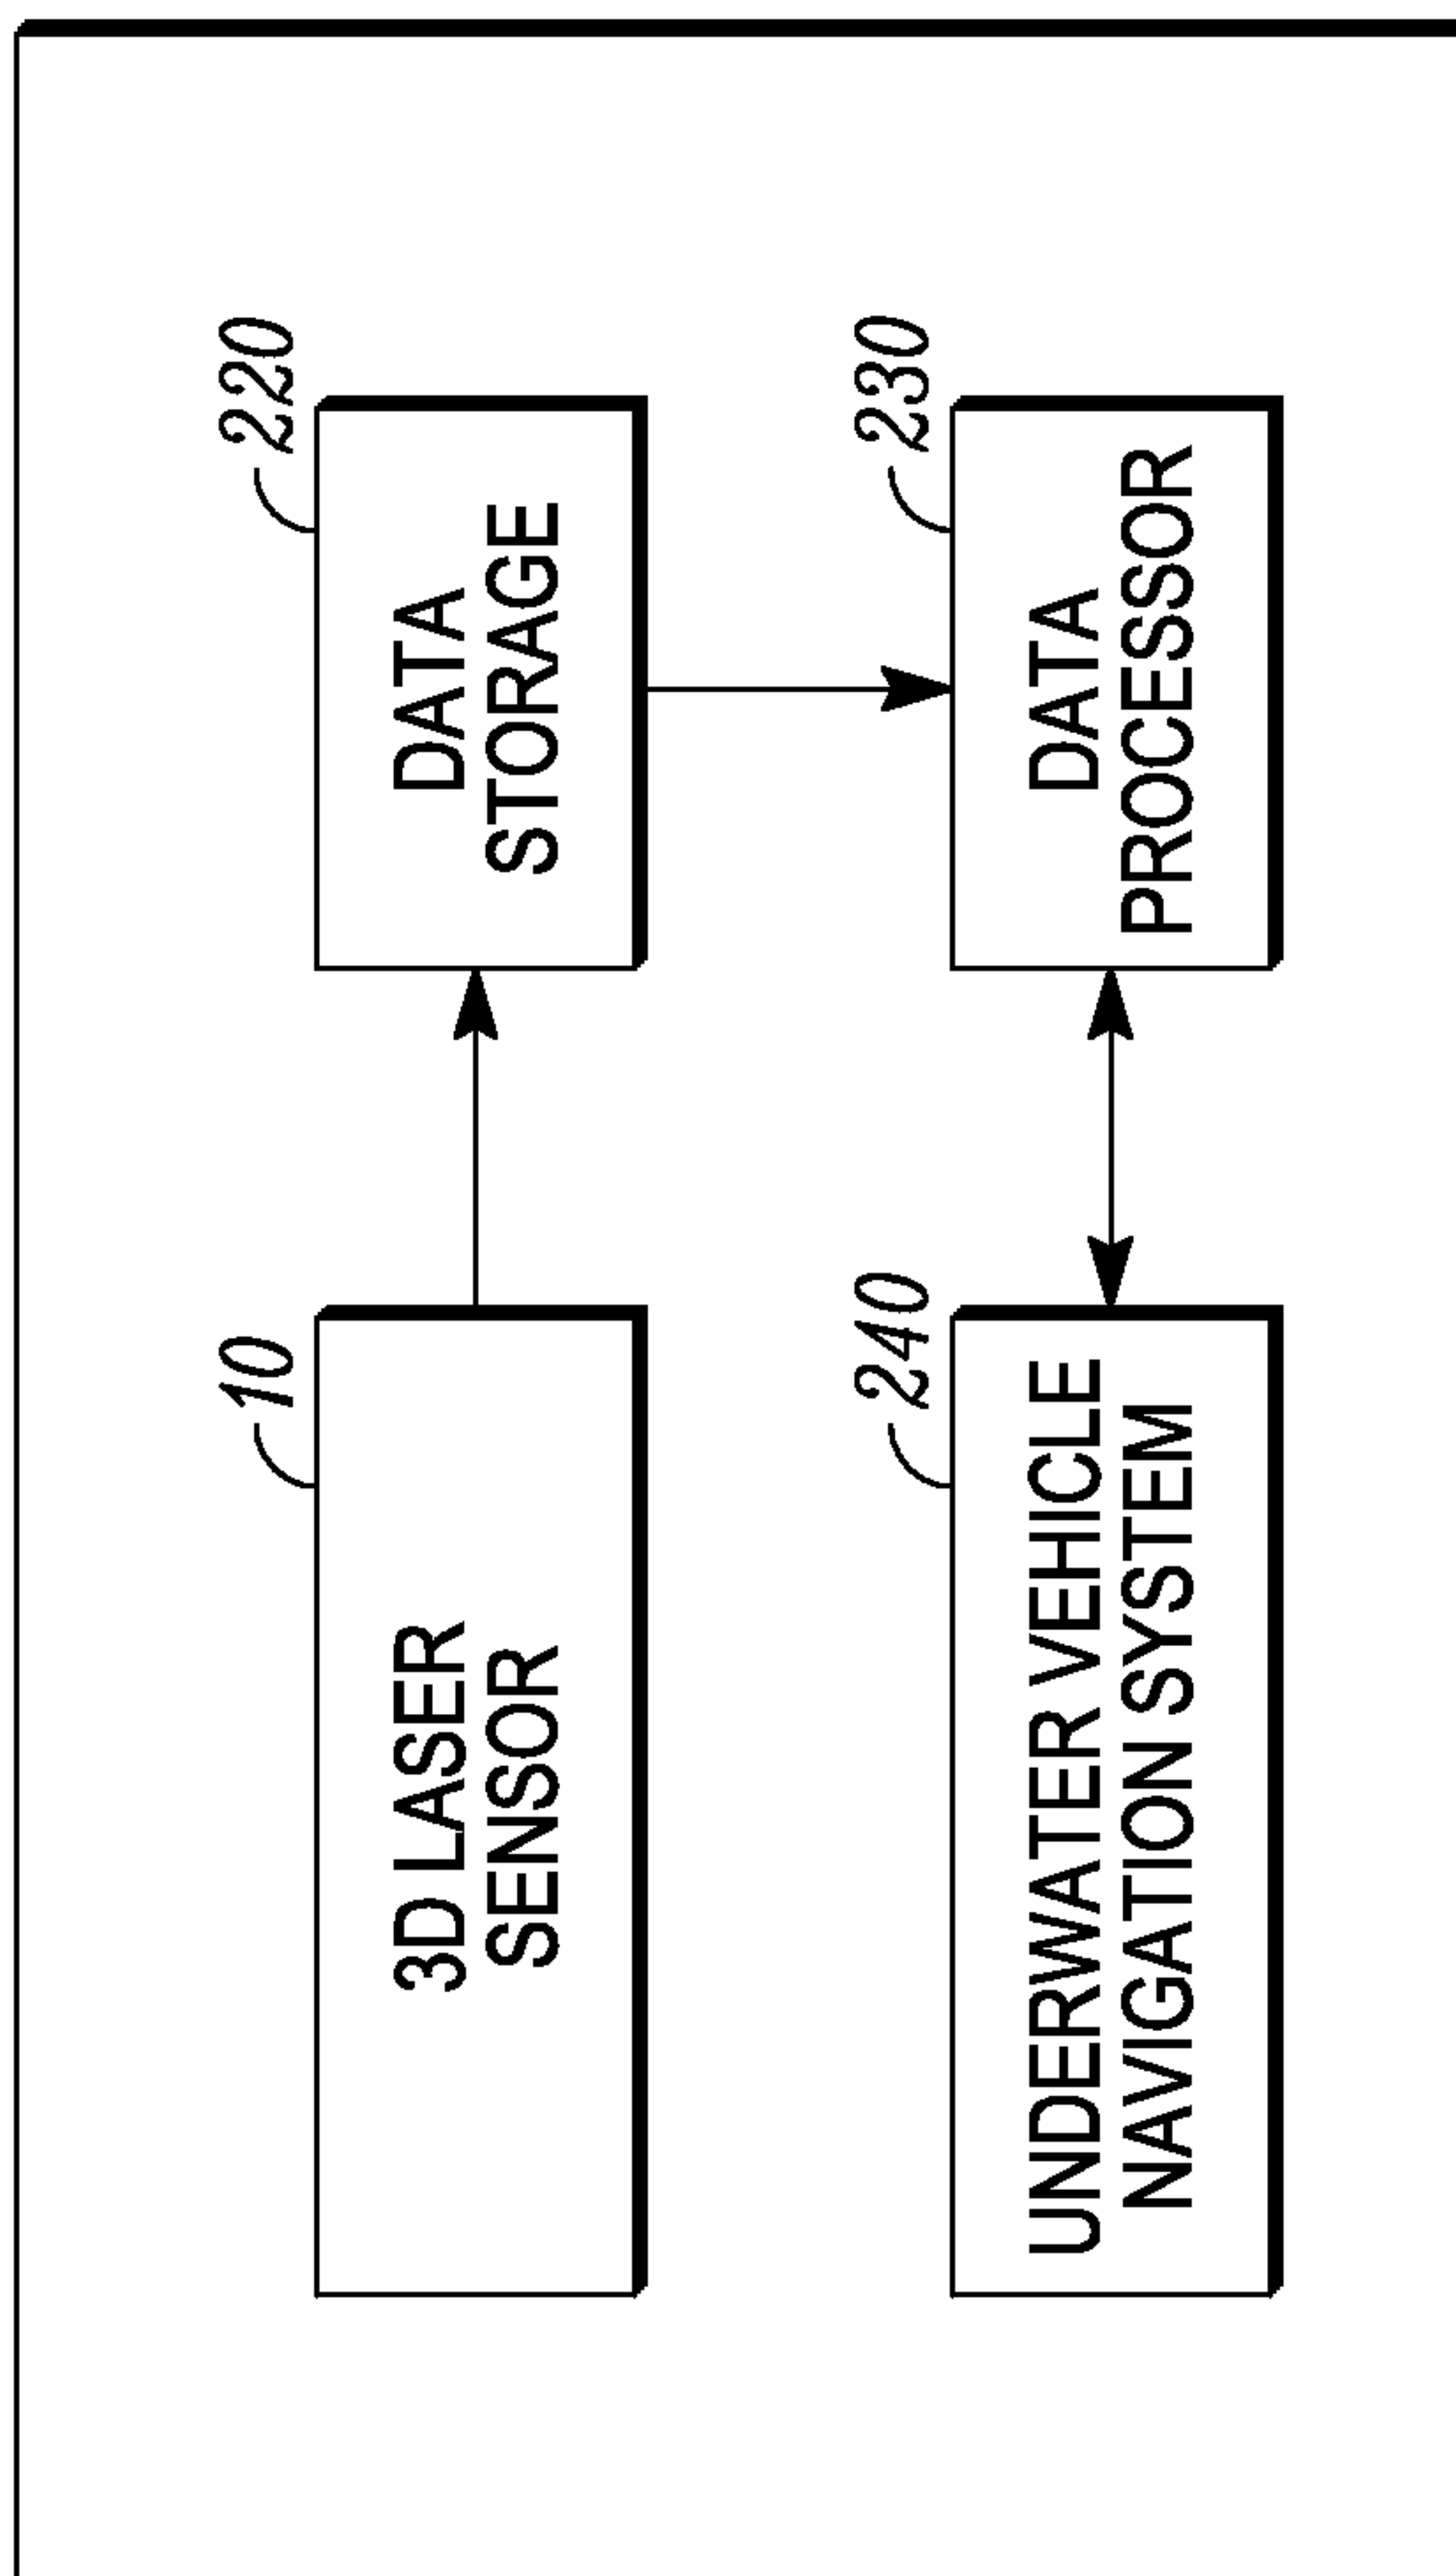 10
3D LASER
SENSOR
220
DATA
STORAGE
240
UNDERWATER VEHICLE
NAVIGATION SYSTEM
230
DATA
PROCESSOR